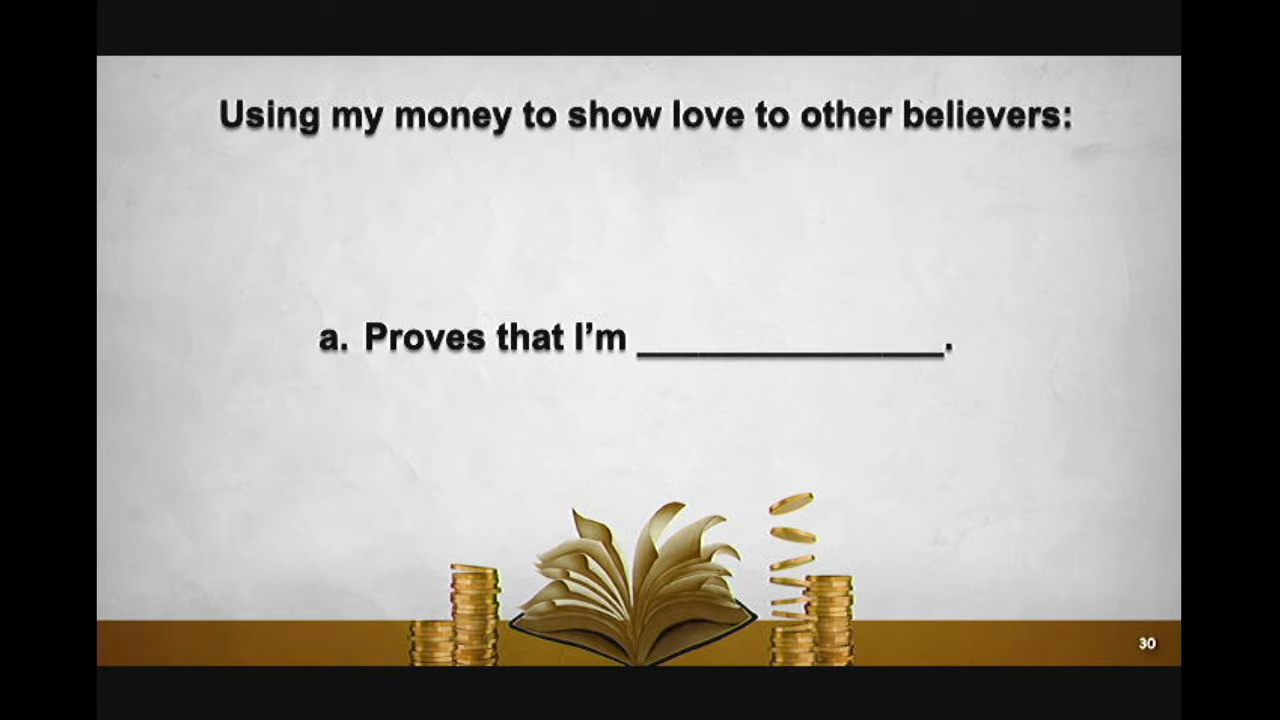 Using my money to show love to other believers:
a. Proves that I’m _______________.
30